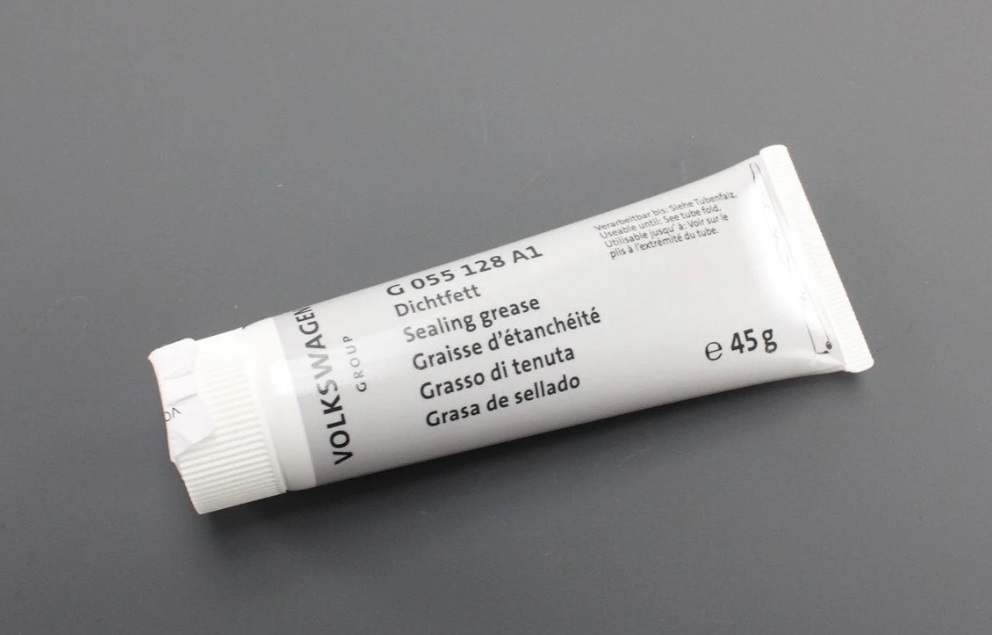 VOLKSWAGEN
GROUP
G 055 128 A1
Dichtfett
Sealing grease
Graisse d'étanchéité
Grasso di tenuta
Grasa de sellado
Verarbeitbar bis: Siehe Tubenfalz.
Useable until: See tube fold.
Utilisable jusqu' à: Voir sur le
plis à l'extrémité du tube.
e 45 g